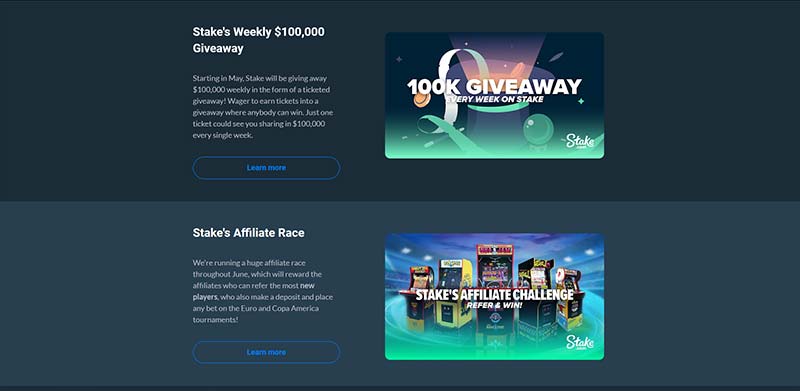 Stake's Weekly $100,000
Giveaway
Starting in May, Stake will be giving away
$100,000 weekly in the form of a ticketed
giveaway! Wager to earn tickets into a
giveaway where anybody can win. Just one
ticket could see you sharing in $100,000
every single week.
Learn more
100K GIVEAWAY
EVERY WEEK ON STAKE
Stake
.com
Stake's Affiliate Race
We're running a huge affiliate race
throughout June, which will reward the
affiliates who can refer the most new
players, who also make a deposit and place
any bet on the Euro and Copa America
tournaments!
Learn more
STAKE'S AFFILIATE CHALLENGE
REFER & WIN!
Stake
.com